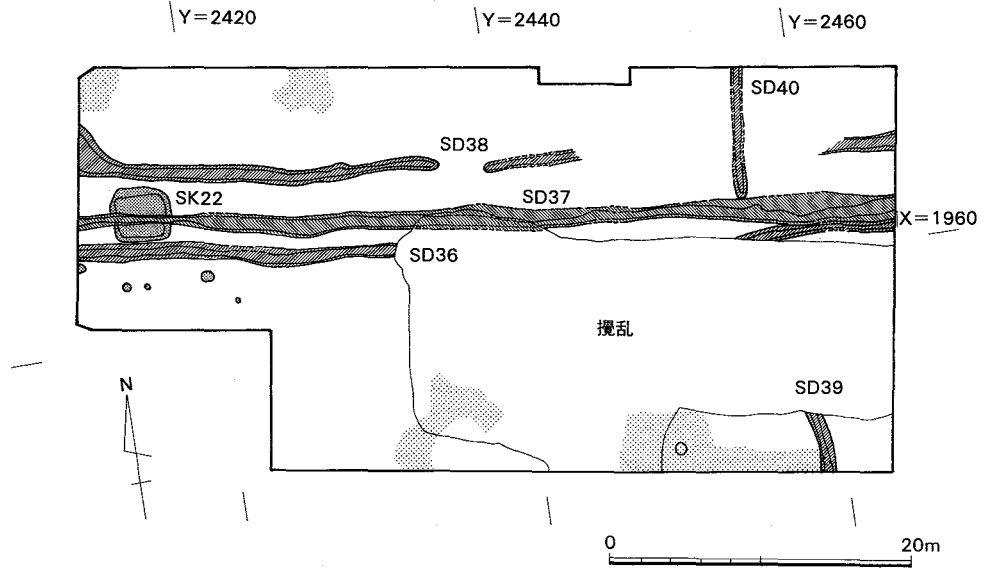 Y=2420
Y=2440
Y=2460
SD40
SD38
SK22
SD37
X=1960
SD36
攪乱
SD39
N
0
20m